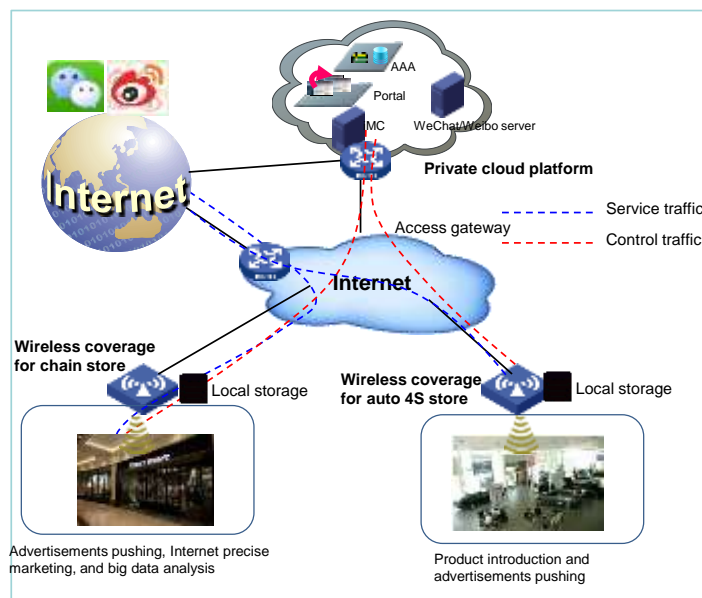 AAA
Portal
MC
WeChat/Weibo server
Private cloud platform
Internet
Service traffic
Access gateway
Control traffic
Internet
Wireless coverage
for chain store
Local storage
Wireless coverage
for auto 4S store
Local storage
Advertisements pushing, Internet precise
marketing, and big data analysis
Product introduction and
advertisements pushing